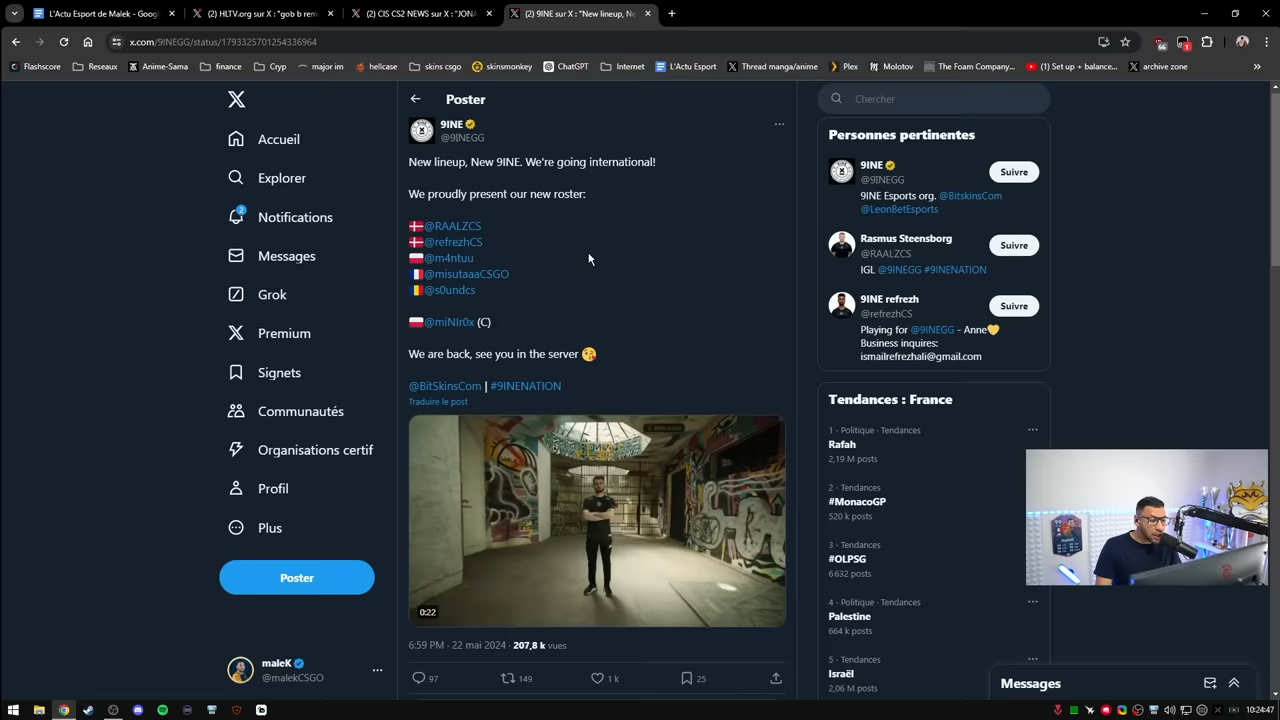 L'Actu Esport de Malek - Googl
(2) HLTV.org sur X : "gob b rem
(2) CIS CS2 NEWS sur X : "JONA
(2) 9INE sur X : "New lineup, Ne
x.com/9INEGG/status/1793325701254336964
Flashscore
Reseaux
Anime-Sama
finance
Cryp
major im
hellcase
skins csgo
skinsmonkey
ChatGPT
Internet
L'Actu Esport
Thread manga/anime
Plex
Molotov
The Foam Company...
(1) Set up + balance...
archive zone
Accueil
Explorer
2
Notifications
Messages
Grok
Premium
Signets
Communautés
Organisations certif
Profil
Plus
Poster
maleK
@malekCSGO
Poster
9INE
@9INEGG
New lineup, New 9INE. We're going international!
We proudly present our new roster:
@RAALZCS
@refrezhCS
@m4ntuu
@misutaaaCSGO
@s0undcs
@miNIr0x (C)
We are back, see you in the server 😘
@BitSkinsCom | #9INENATION
Traduire le post
0:22
6:59 PM · 22 mai 2024 · 207,8 k vues
97
149
1 k
25
Chercher
Personnes pertinentes
9INE
@9INEGG
Suivre
9INE Esports org. @BitskinsCom
@LeonBetEsports
Rasmus Steensborg
@RAALZCS
Suivre
IGL @9INEGG #9INENATION
9INE refrezh
@refrezhCS
Suivre
Playing for @9INEGG - Anne💛
Business inquires:
ismailrefrezhali@gmail.com
Tendances : France
1 · Politique · Tendances
Rafah
2,19 M posts
2 · Tendances
#MonacoGP
520 k posts
3 · Tendances
#OLPSG
6 632 posts
4 · Politique · Tendances
Palestine
664 k posts
5 · Tendances
Israël
2,06 M posts
Messages
10:24:47